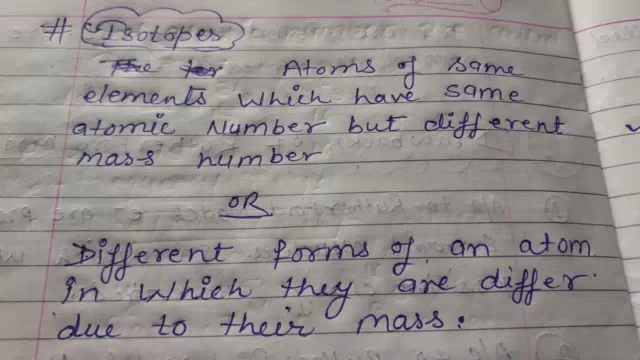 # Isotopes
Atoms of same
elements which have same
atomic Number but different
mass number
OR
Different forms of an atom
in which they are differ
due to their mass.